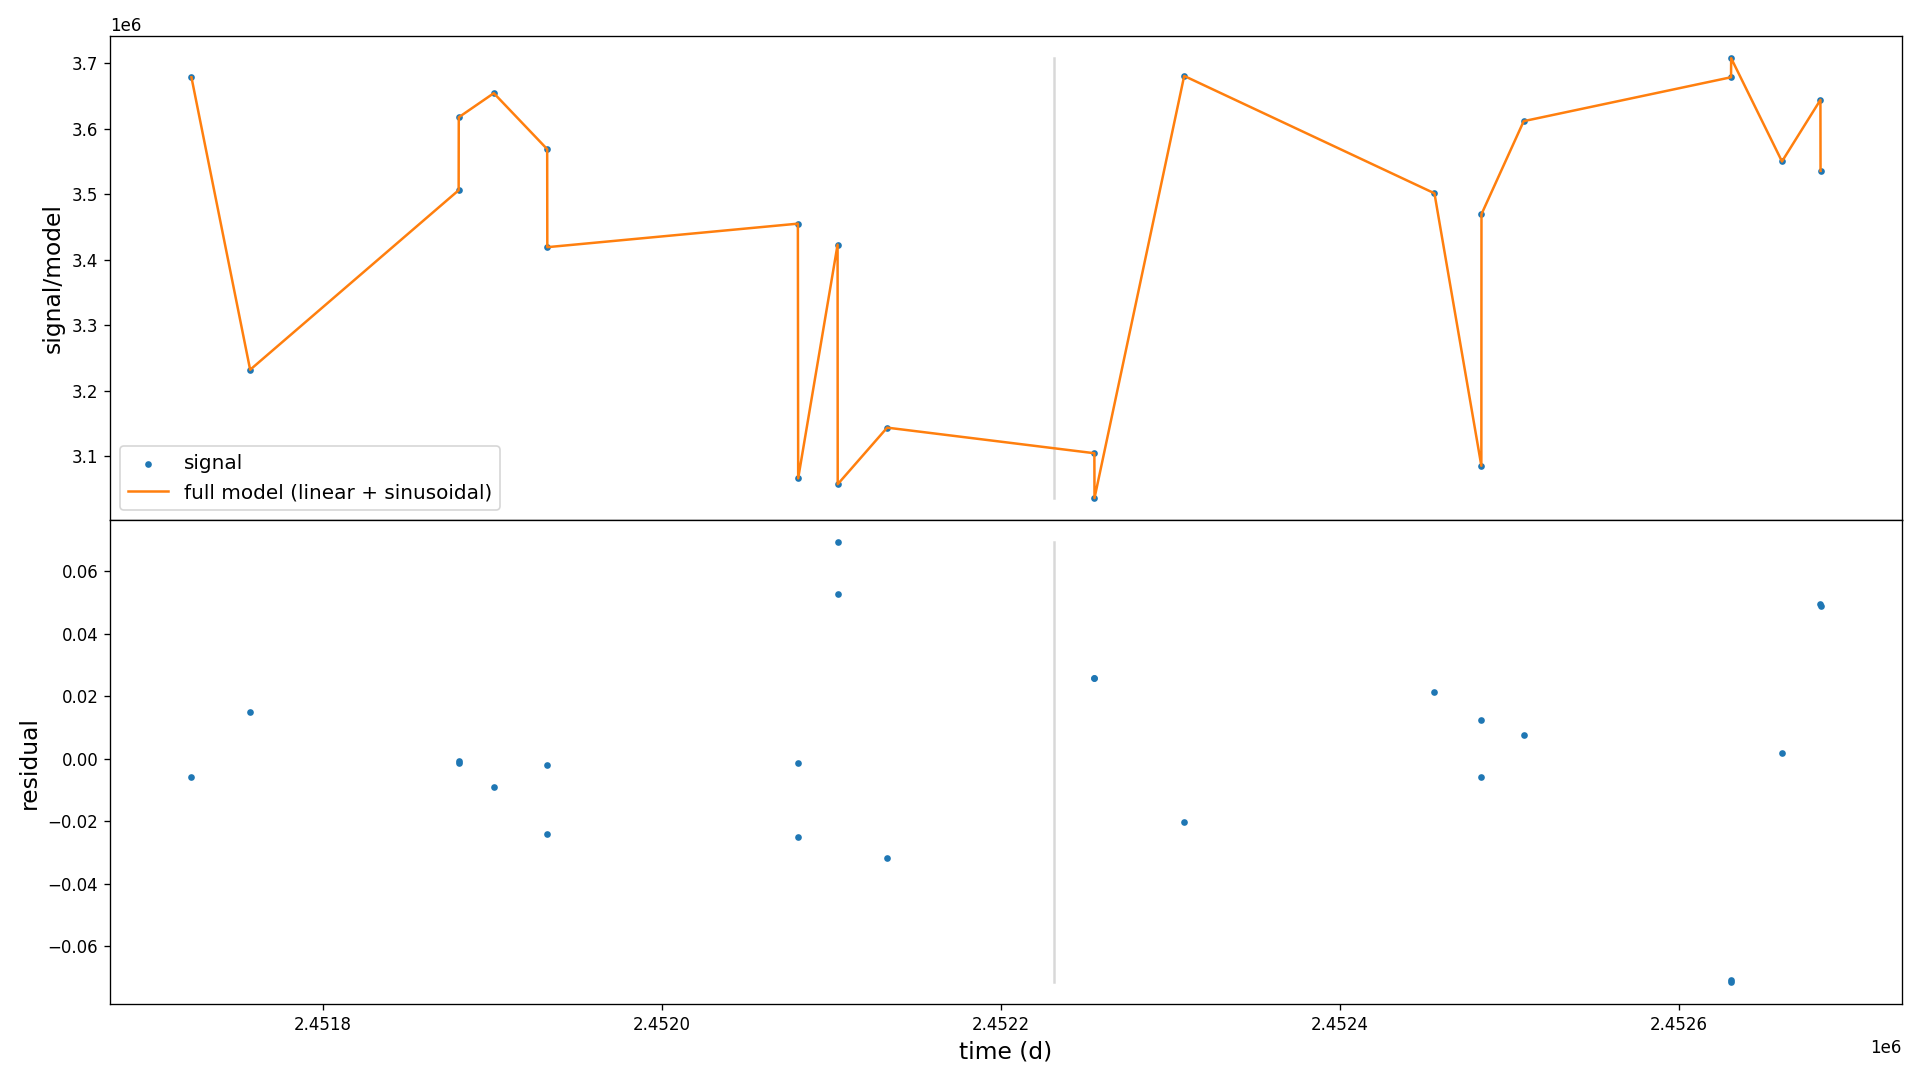 1e6
3.7
3.6
3.5
3.4
3.3
3.2
3.1
signal/model
signal
full model (linear + sinusoidal)
0.06
0.04
0.02
0.00
−0.02
−0.04
−0.06
residual
2.4518
2.4520
2.4522
2.4524
2.4526
1e6
time (d)